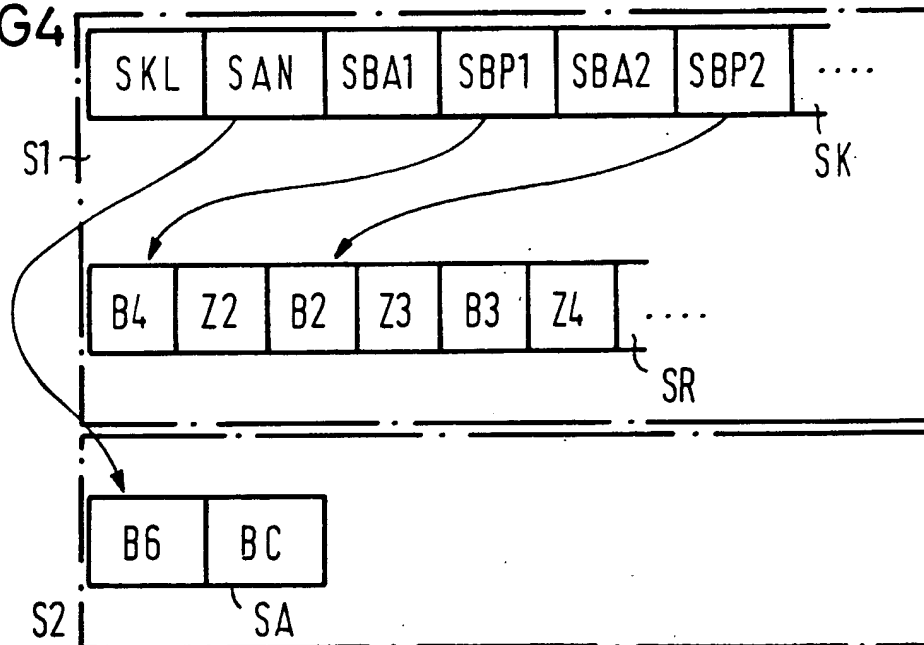 G4
SKL SAN SBA1 SBP1 SBA2 SBP2 ....
S1 SK
B4 Z2 B2 Z3 B3 Z4 ....
SR
B6 BC
S2 SA